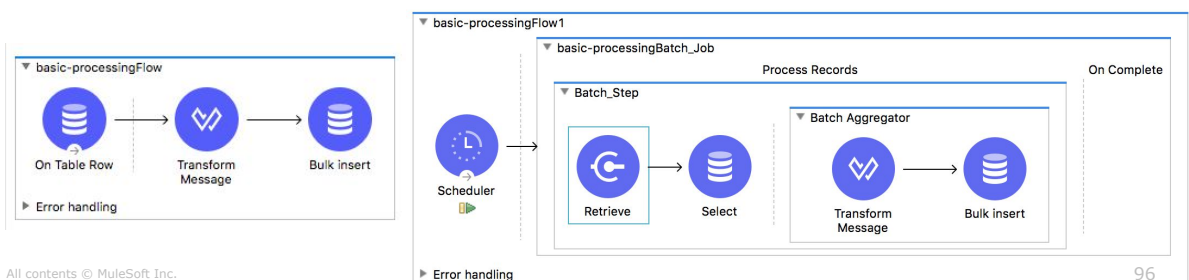 basic-processingFlow
On Table Row
Transform
Message
Bulk insert
Error handling
basic-processingFlow1
basic-processingBatch_Job
Process Records
On Complete
Batch_Step
Batch Aggregator
Scheduler
Retrieve
Select
Transform
Message
Bulk insert
Error handling
All contents © MuleSoft Inc.
96